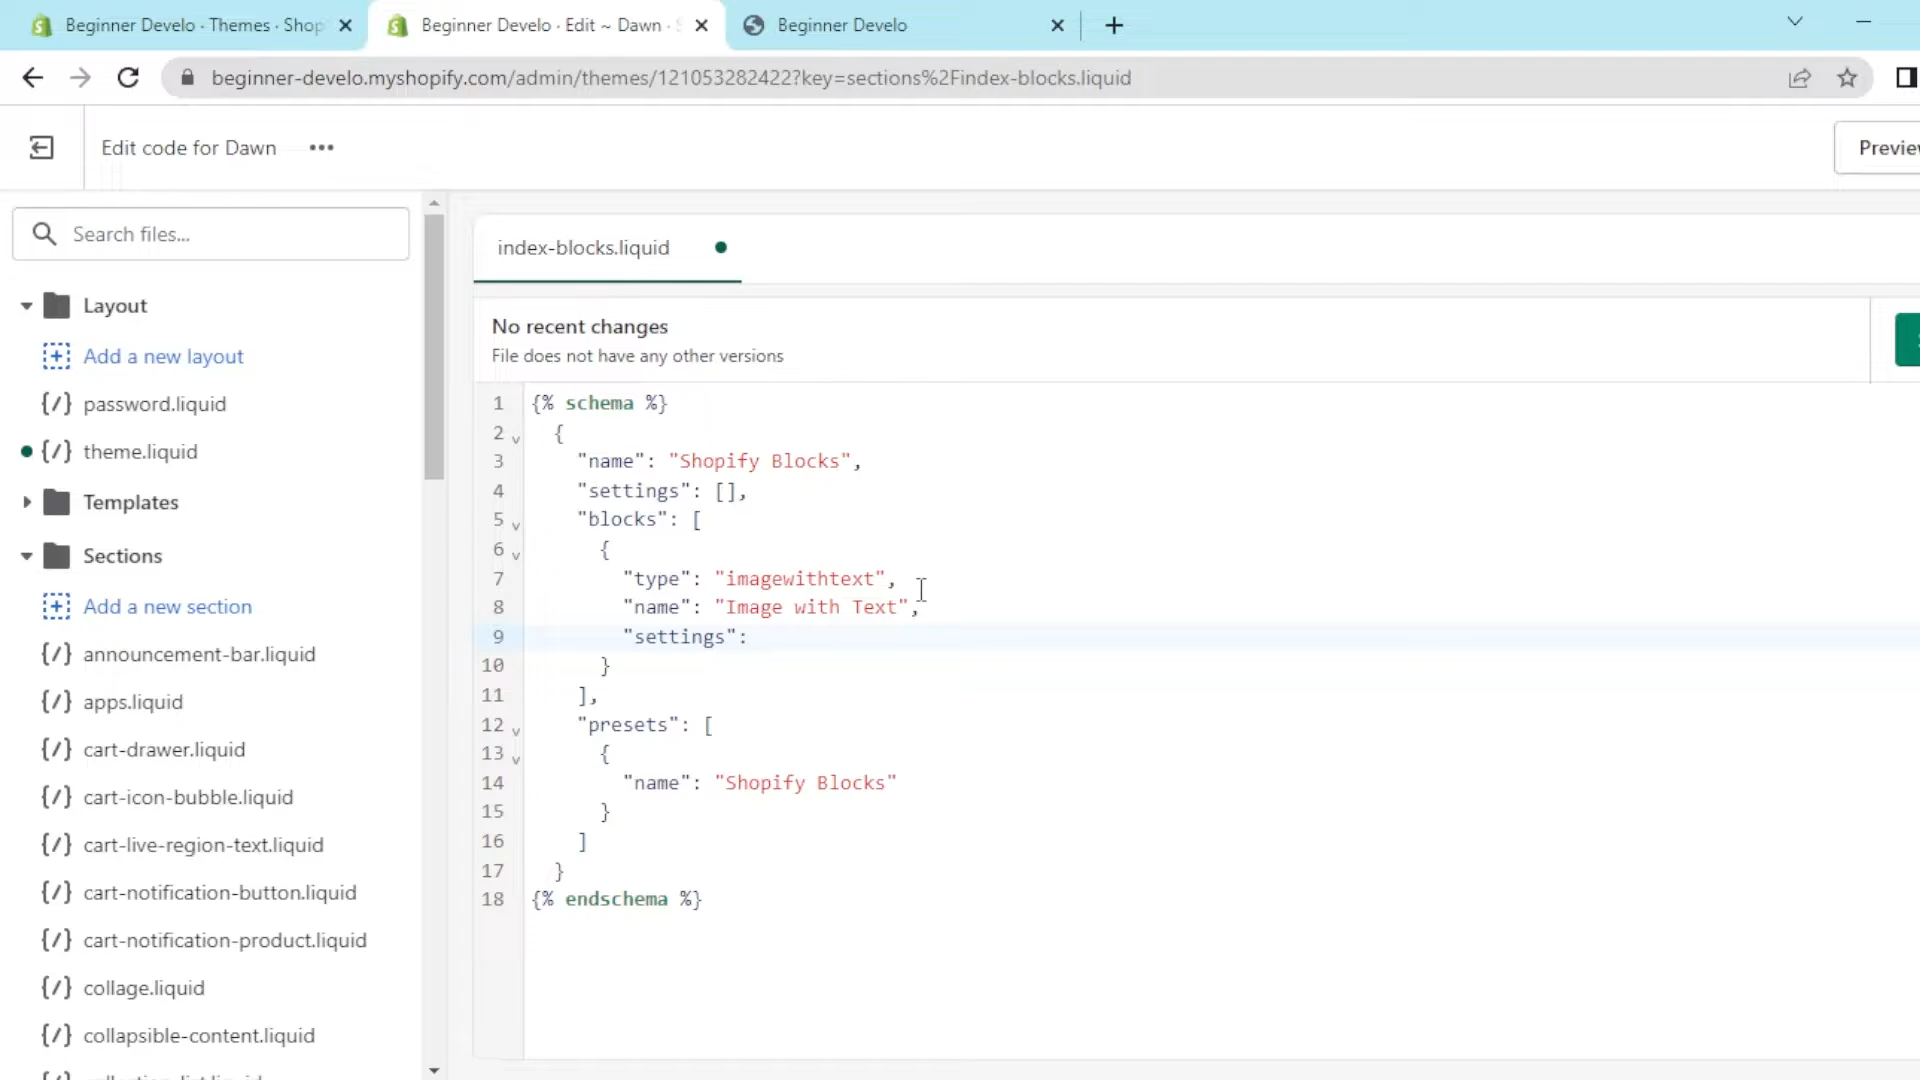 Beginner Develo · Themes · Shop
Beginner Develo · Edit ~ Dawn ·
Beginner Develo
beginner-develo.myshopify.com/admin/themes/121053282422?key=sections%2Findex-blocks.liquid
Edit code for Dawn
Preview
Search files...
Layout
Add a new layout
{/} password.liquid
{/} theme.liquid
Templates
Sections
Add a new section
{/} announcement-bar.liquid
{/} apps.liquid
{/} cart-drawer.liquid
{/} cart-icon-bubble.liquid
{/} cart-live-region-text.liquid
{/} cart-notification-button.liquid
{/} cart-notification-product.liquid
{/} collage.liquid
{/} collapsible-content.liquid
index-blocks.liquid
No recent changes
File does not have any other versions
1 {% schema %}
2 {
3 "name": "Shopify Blocks",
4 "settings": [],
5 "blocks": [
6 {
7 "type": "imagewithtext",
8 "name": "Image with Text",
9 "settings":
10 }
11 ],
12 "presets": [
13 {
14 "name": "Shopify Blocks"
15 }
16 ]
17 }
18 {% endschema %}